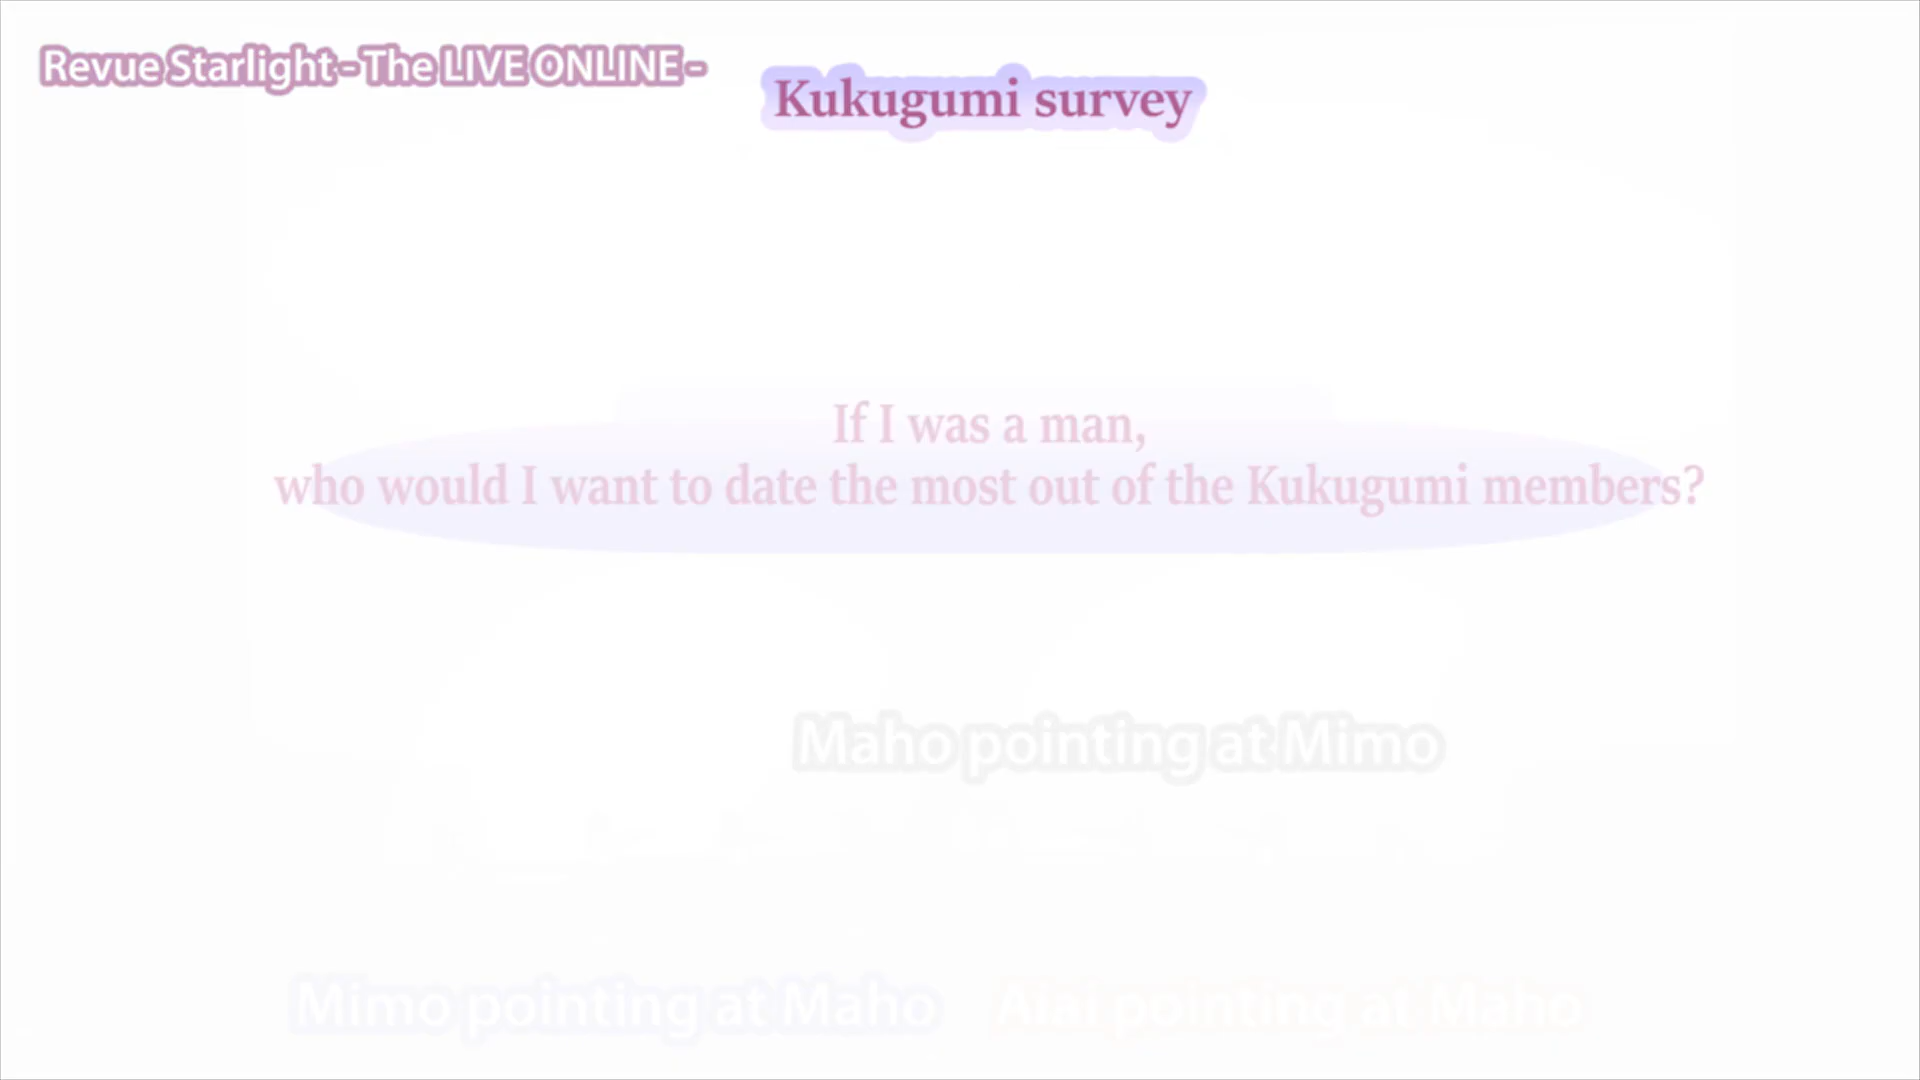 Revue Starlight - The LIVE ONLINE -
Kukugumi survey
If I was a man,
who would I want to date the most out of the Kukugumi members?
Maho pointing at Mimo
Mimo pointing at Maho
Aiai pointing at Maho